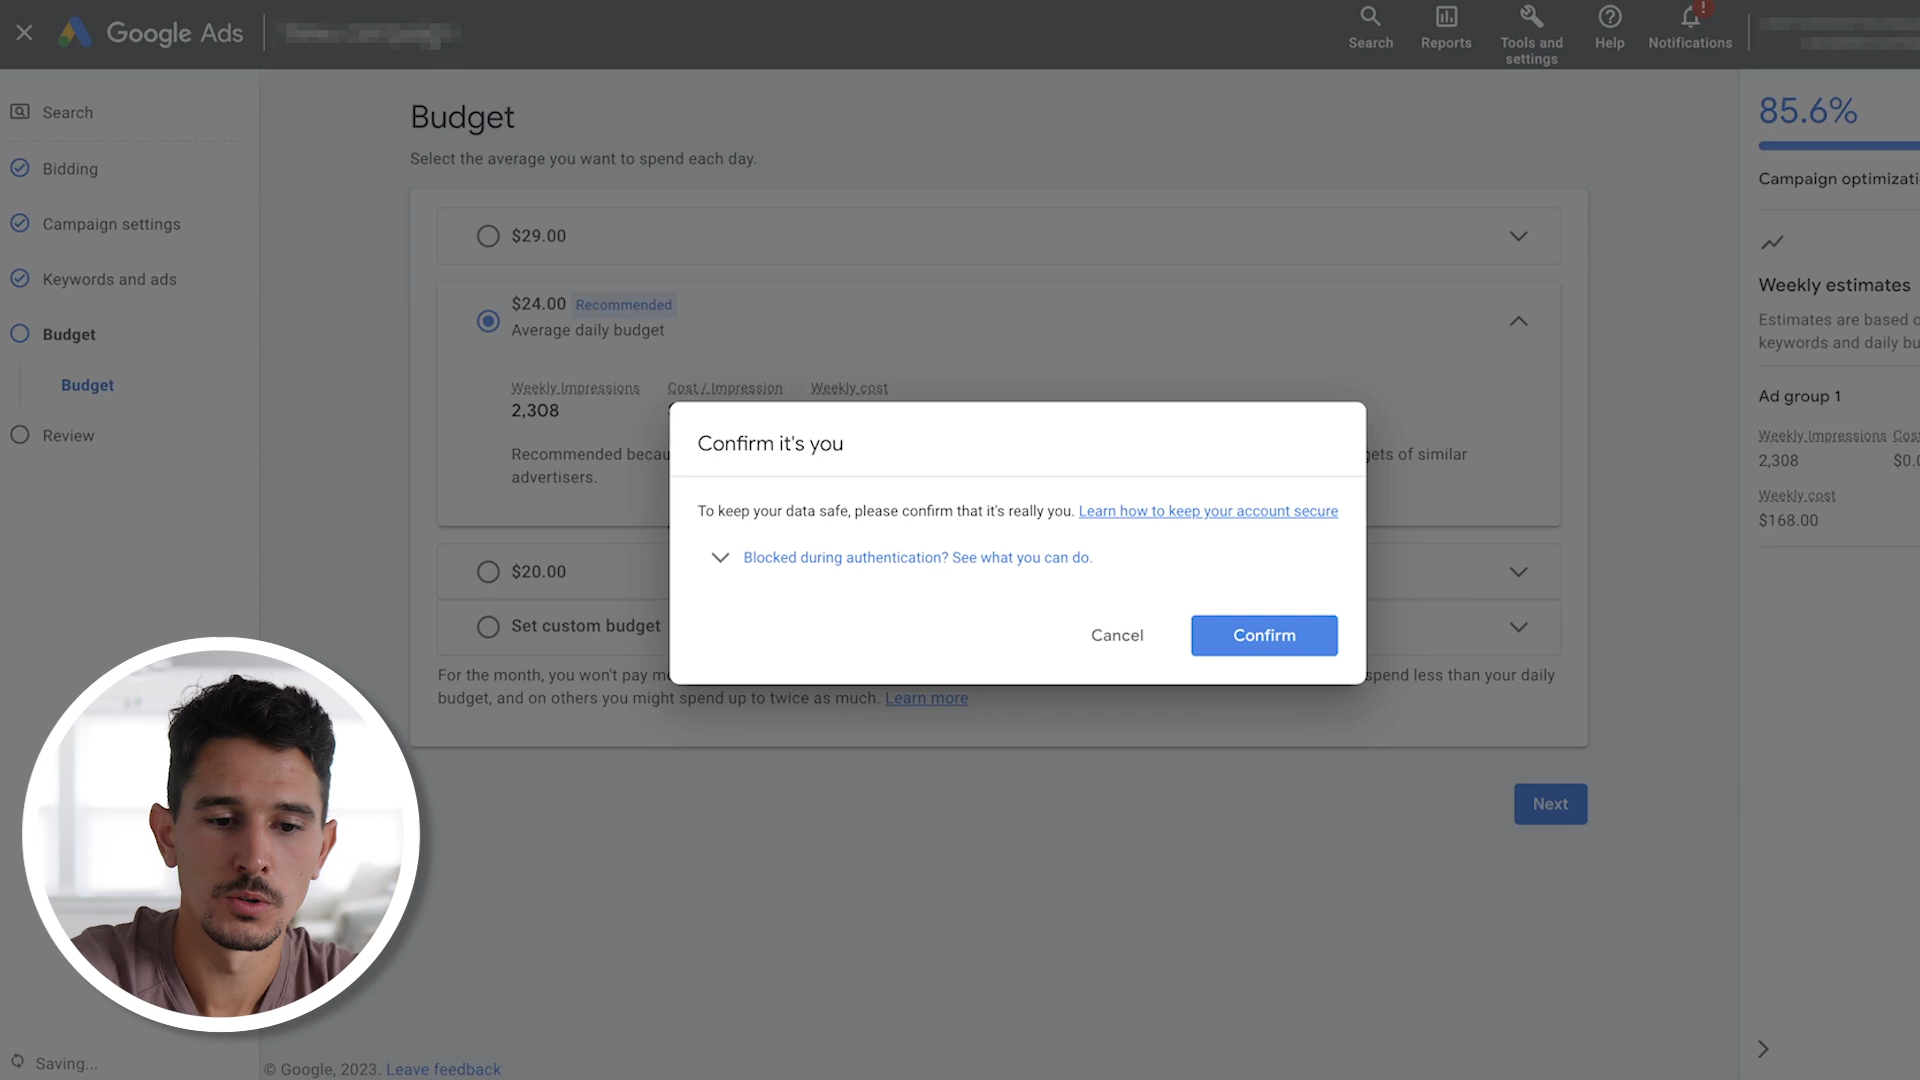 Google Ads
Search
Reports
Tools and
settings
Help
!
Notifications
Search
Bidding
Campaign settings
Keywords and ads
Budget
Budget
Review
Saving...
Budget
Select the average you want to spend each day.
$29.00
$24.00 Recommended
Average daily budget
Weekly Impressions Cost / Impression Weekly cost
2,308
Recommended becau
gets of similar
advertisers.
$20.00
Set custom budget
For the month, you won't pay m
spend less than your daily
budget, and on others you might spend up to twice as much. Learn more
Confirm it's you
To keep your data safe, please confirm that it's really you. Learn how to keep your account secure
Blocked during authentication? See what you can do.
Cancel
Confirm
Next
85.6%
Campaign optimizati
Weekly estimates
Estimates are based o
keywords and daily bu
Ad group 1
Weekly Impressions Cost
2,308 $0.0
Weekly cost
$168.00
© Google, 2023. Leave feedback